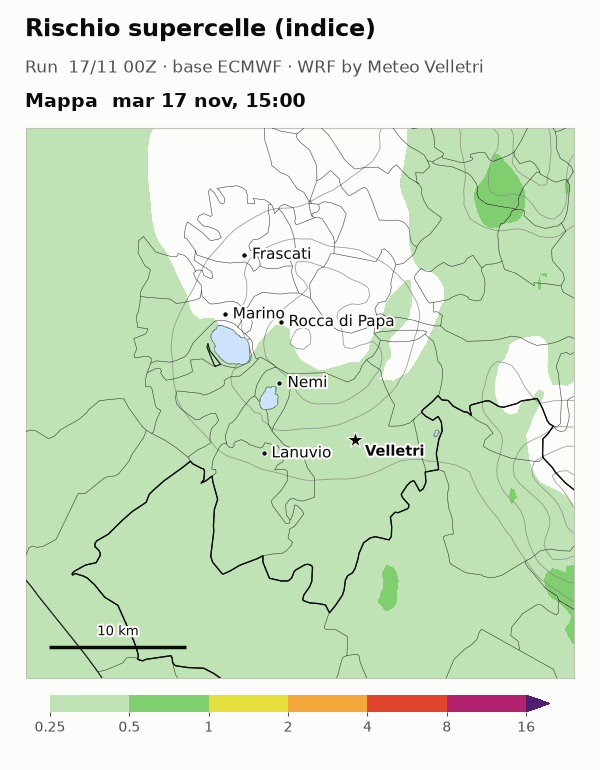 Rischio supercelle (indice)
Run 17/11 00Z · base ECMWF · WRF by Meteo Velletri
Mappa mar 17 nov, 15:00
Frascati
Marino
Rocca di Papa
Nemi
Velletri
Lanuvio
10 km
0.25 0.5 1 2 4 8 16